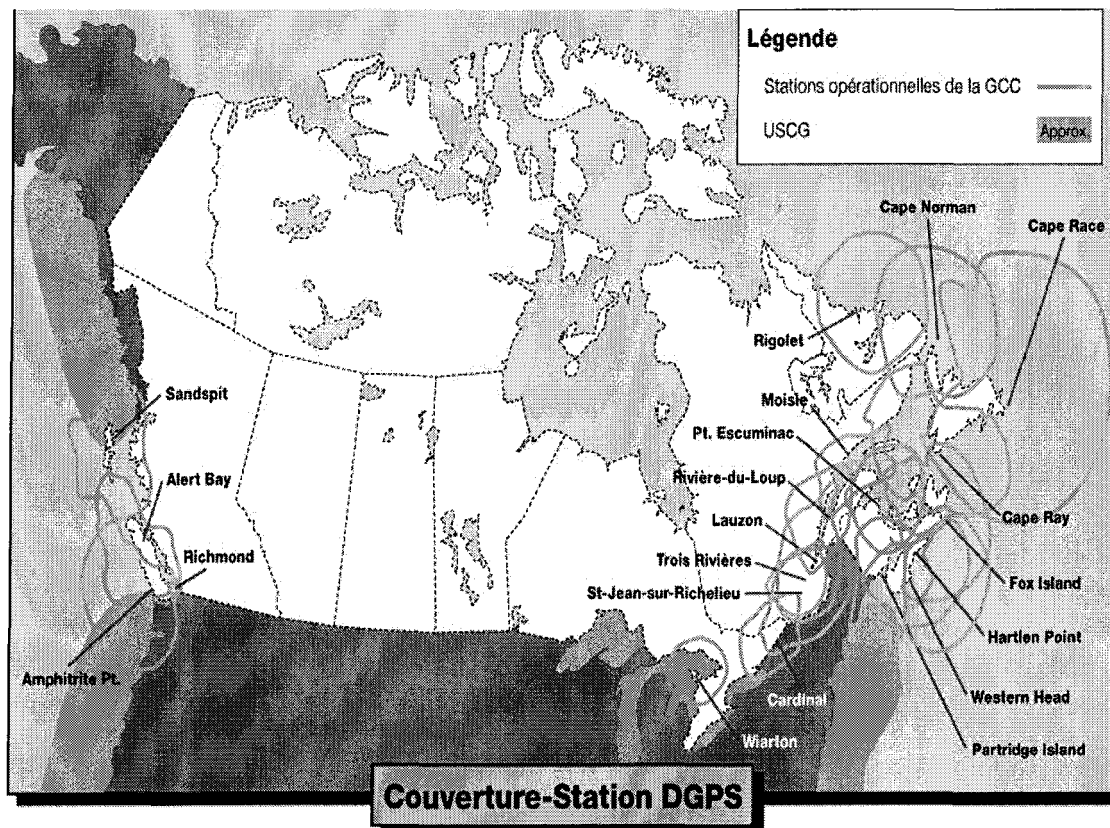 Légende
Stations opérationnelles de la GCC
USCG
Approx.
Cape Norman
Cape Race
Rigolet
Sandspit
Moisie
Pt. Escuminac
Alert Bay
Rivière-du-Loup
Lauzon
Cape Ray
Richmond
Trois Rivières
Fox Island
St-Jean-sur-Richelieu
Hartlen Point
Amphitrite Pt.
Cardinal
Western Head
Wiarton
Partridge Island
Couverture-Station DGPS